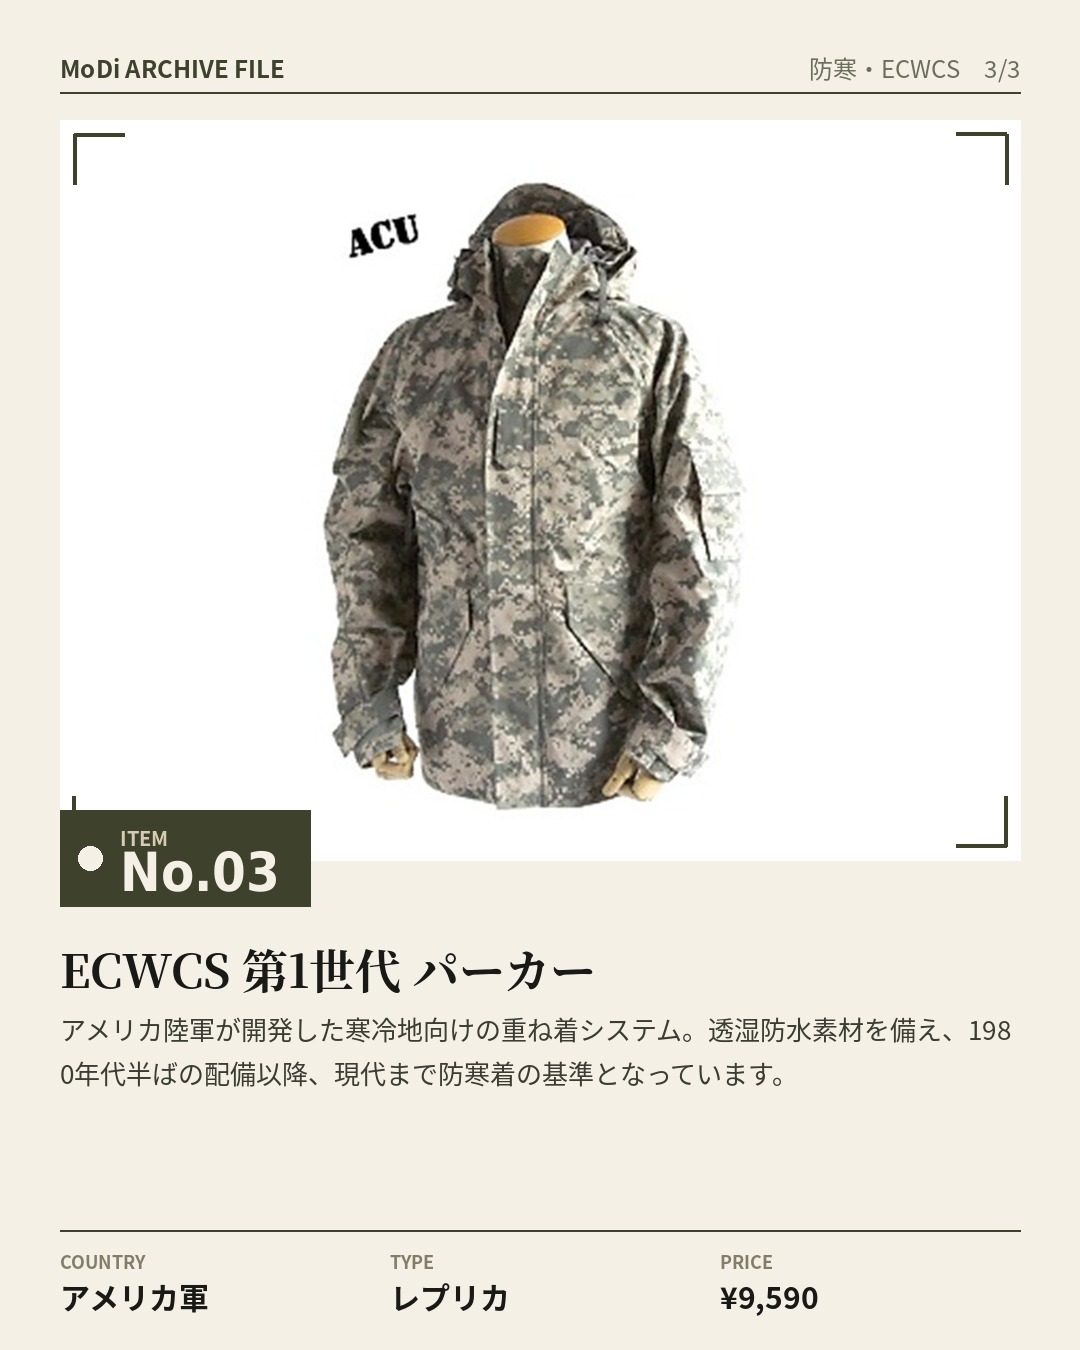 MoDi ARCHIVE FILE
防寒・ECWCS 3/3
ACU
ITEM
No.03
ECWCS 第1世代 パーカー
アメリカ陸軍が開発した寒冷地向けの重ね着システム。透湿防水素材を備え、198
0年代半ばの配備以降、現代まで防寒着の基準となっています。
COUNTRY
アメリカ軍
TYPE
レプリカ
PRICE
¥9,590